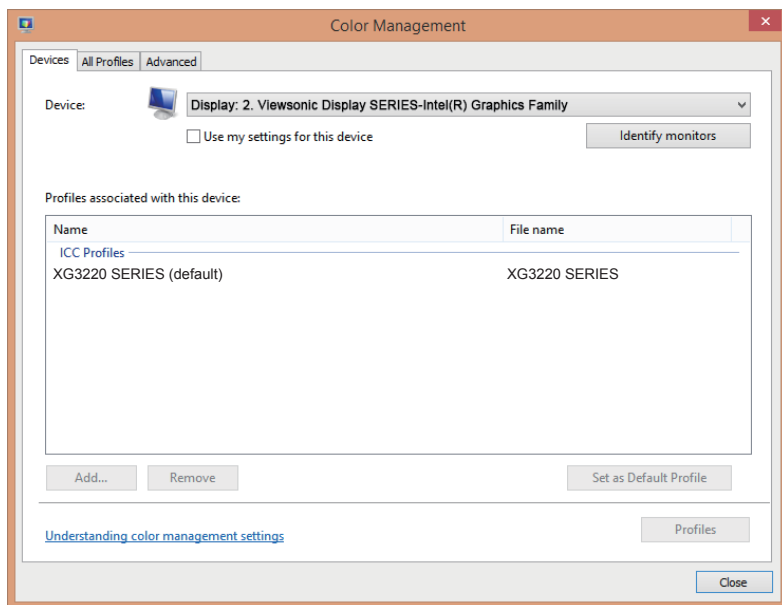 Color Management
Devices All Profiles Advanced
Device: Display: 2. Viewsonic Display SERIES-Intel(R) Graphics Family
Use my settings for this device Identify monitors
Profiles associated with this device:
Name File name
ICC Profiles
XG3220 SERIES (default) XG3220 SERIES
Add... Remove Set as Default Profile
Understanding color management settings Profiles
Close